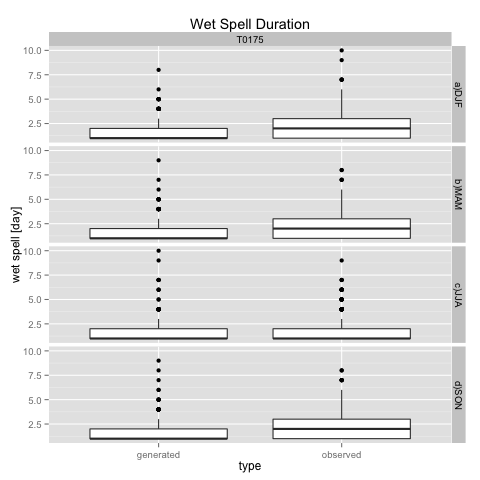 Wet Spell Duration
T0175
wet spell [day]
10.0
7.5
5.0
2.5
a)DJF
10.0
7.5
5.0
2.5
b)MAM
10.0
7.5
5.0
2.5
c)JJA
10.0
7.5
5.0
2.5
d)SON
generated observed
type